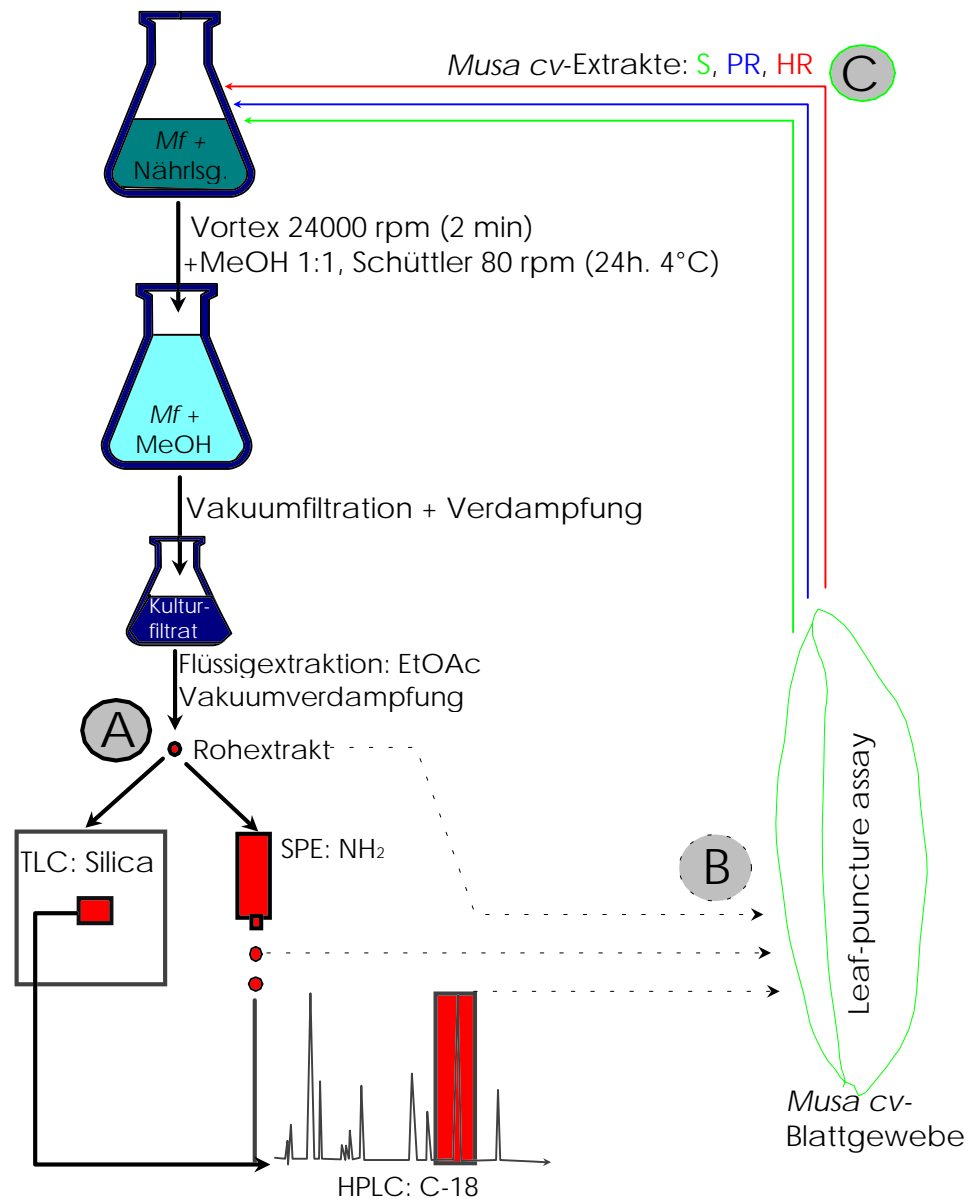 Musa cv-Extrakte: S, PR, HR
C
Mf +
Nährlsg.
Vortex 24000 rpm (2 min)
+MeOH 1:1, Schüttler 80 rpm (24h. 4°C)
Mf +
MeOH
Vakuumfiltration + Verdampfung
Kultur-
filtrat
Flüssigextraktion: EtOAc
Vakuumverdampfung
A
Rohextrakt
TLC: Silica
SPE: NH₂
B
Leaf-puncture assay
Musa cv-
Blattgewebe
HPLC: C-18